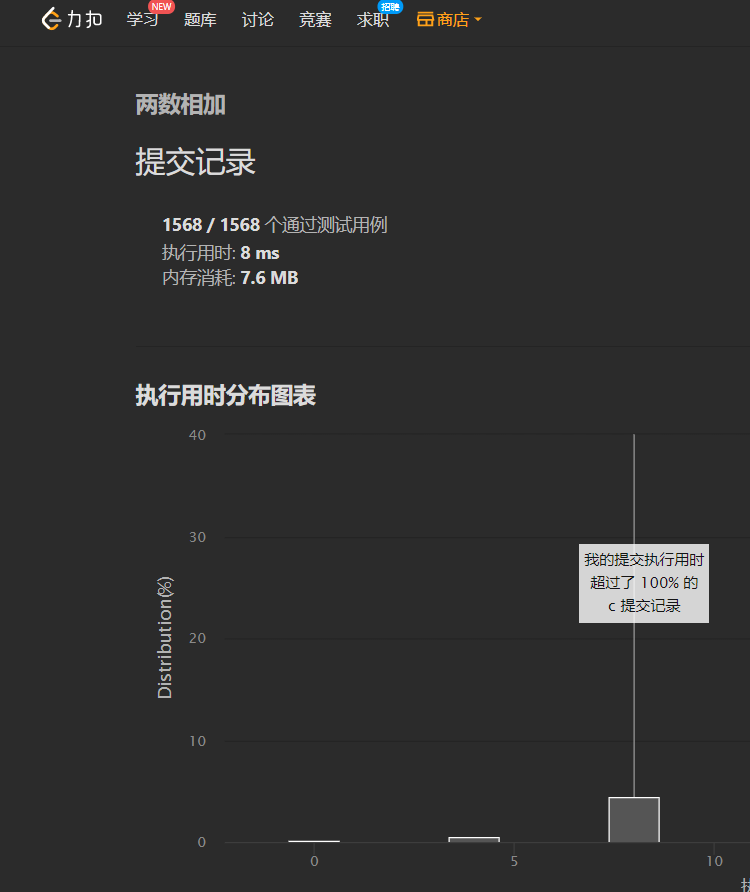 力扣 学习 NEW 题库 讨论 竞赛 求职 招聘 商店
两数相加
提交记录
1568 / 1568 个通过测试用例
执行用时: 8 ms
内存消耗: 7.6 MB
执行用时分布图表
40
30
20
10
0
Distribution(%)
我的提交执行用时
超过了 100% 的
c 提交记录
0 5 10